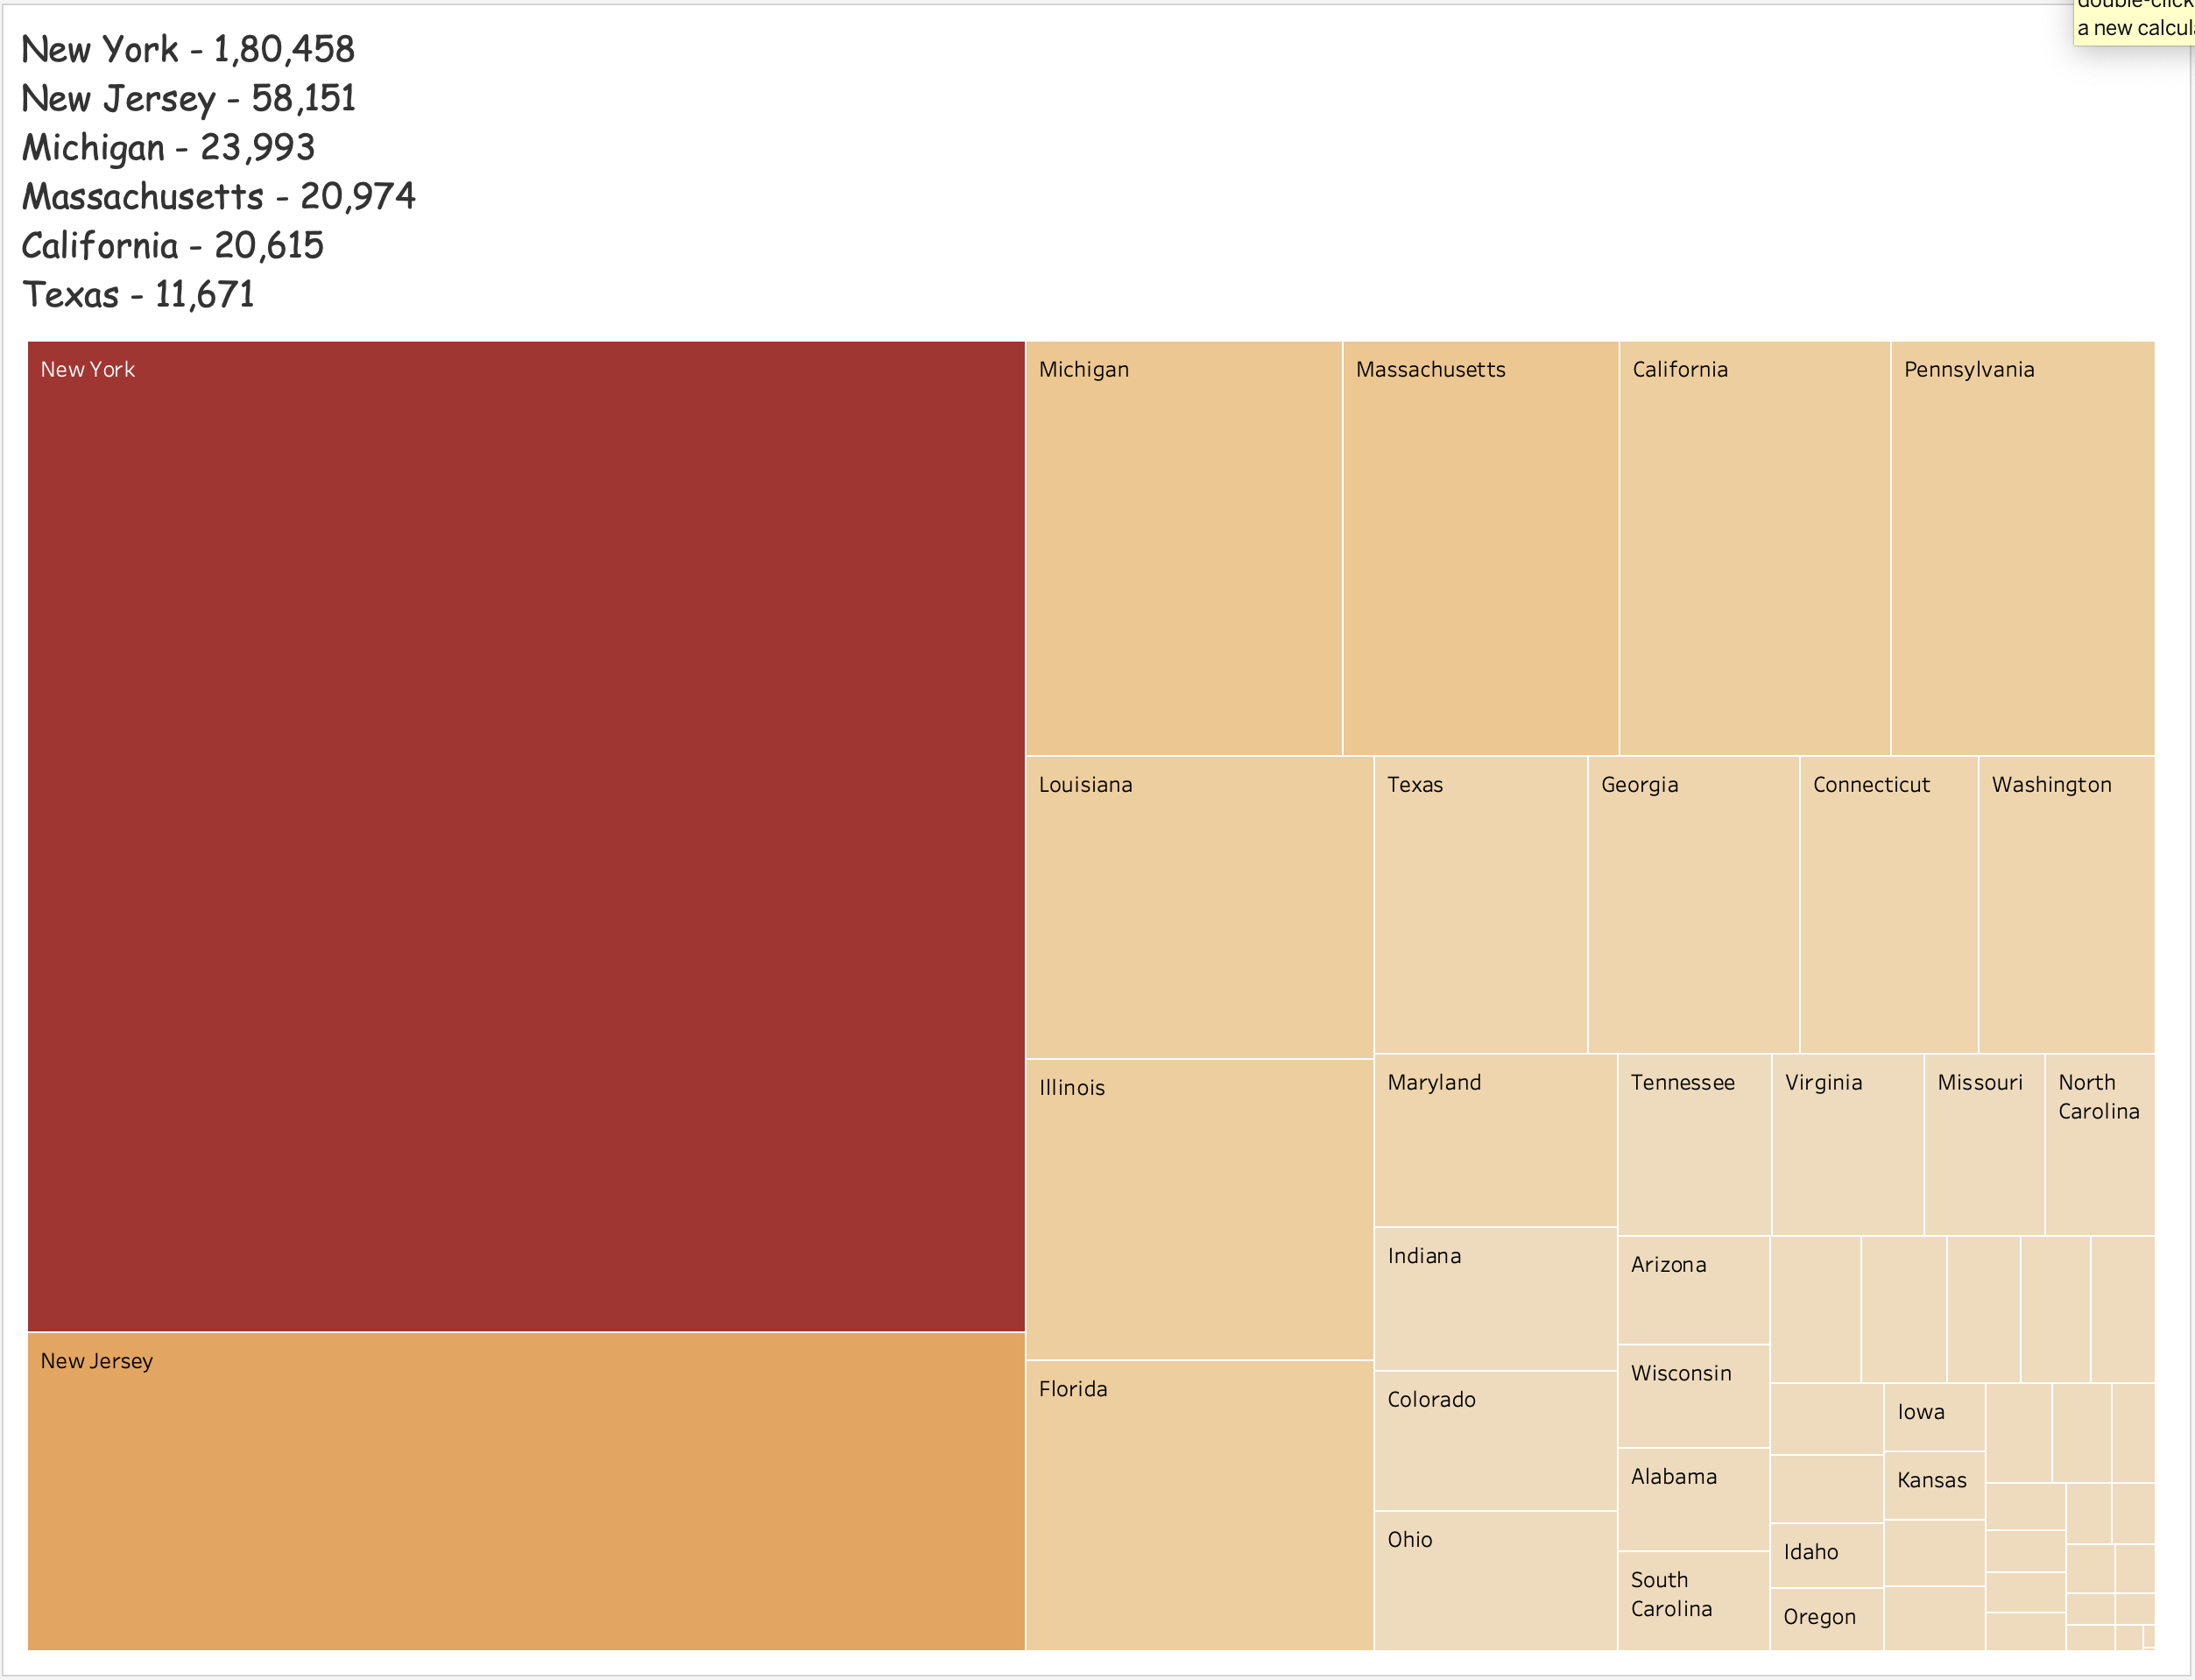 double-click
a new calcul
New York - 1,80,458
New Jersey - 58,151
Michigan - 23,993
Massachusetts - 20,974
California - 20,615
Texas - 11,671
New York
Michigan
Massachusetts
California
Pennsylvania
Louisiana
Texas
Georgia
Connecticut
Washington
Illinois
Maryland
Tennessee
Virginia
Missouri
North
Carolina
Indiana
Arizona
New Jersey
Florida
Wisconsin
Colorado
Iowa
Alabama
Kansas
Ohio
Idaho
South
Carolina
Oregon